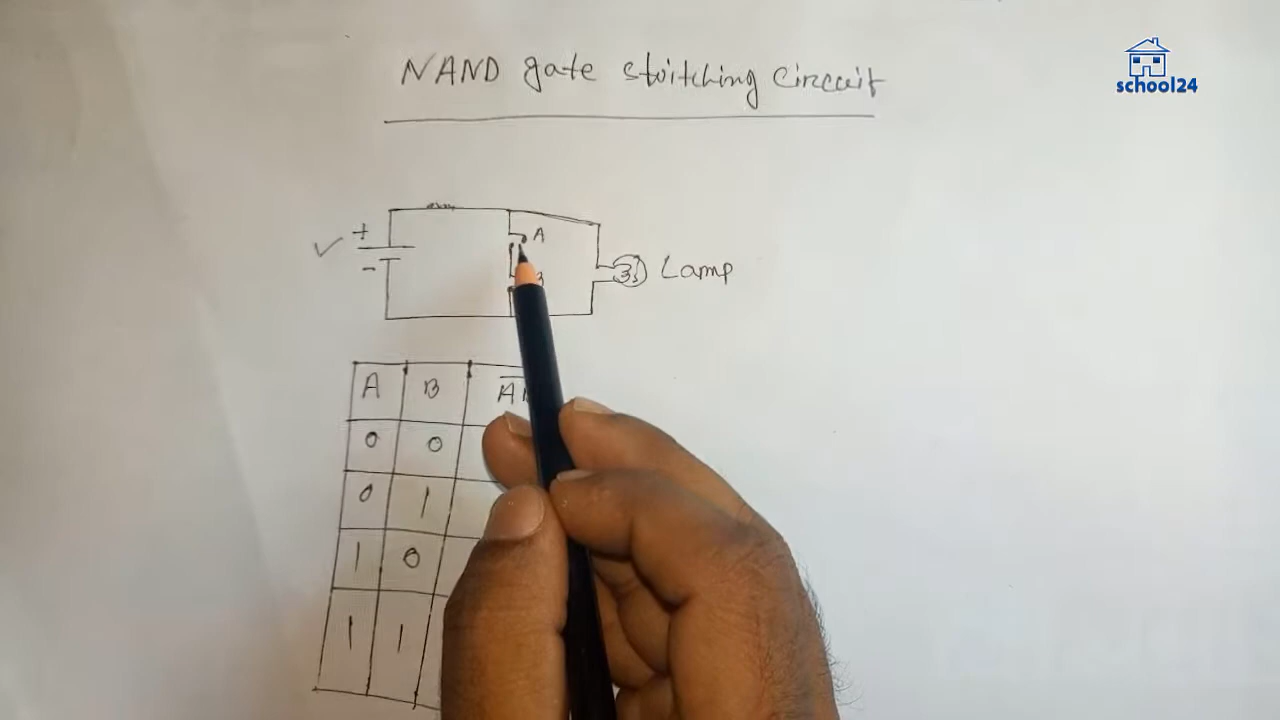 NAND gate switching circuit
school24
+
A
-
Lamp
A B
0 0
0 1
1 0
1 1